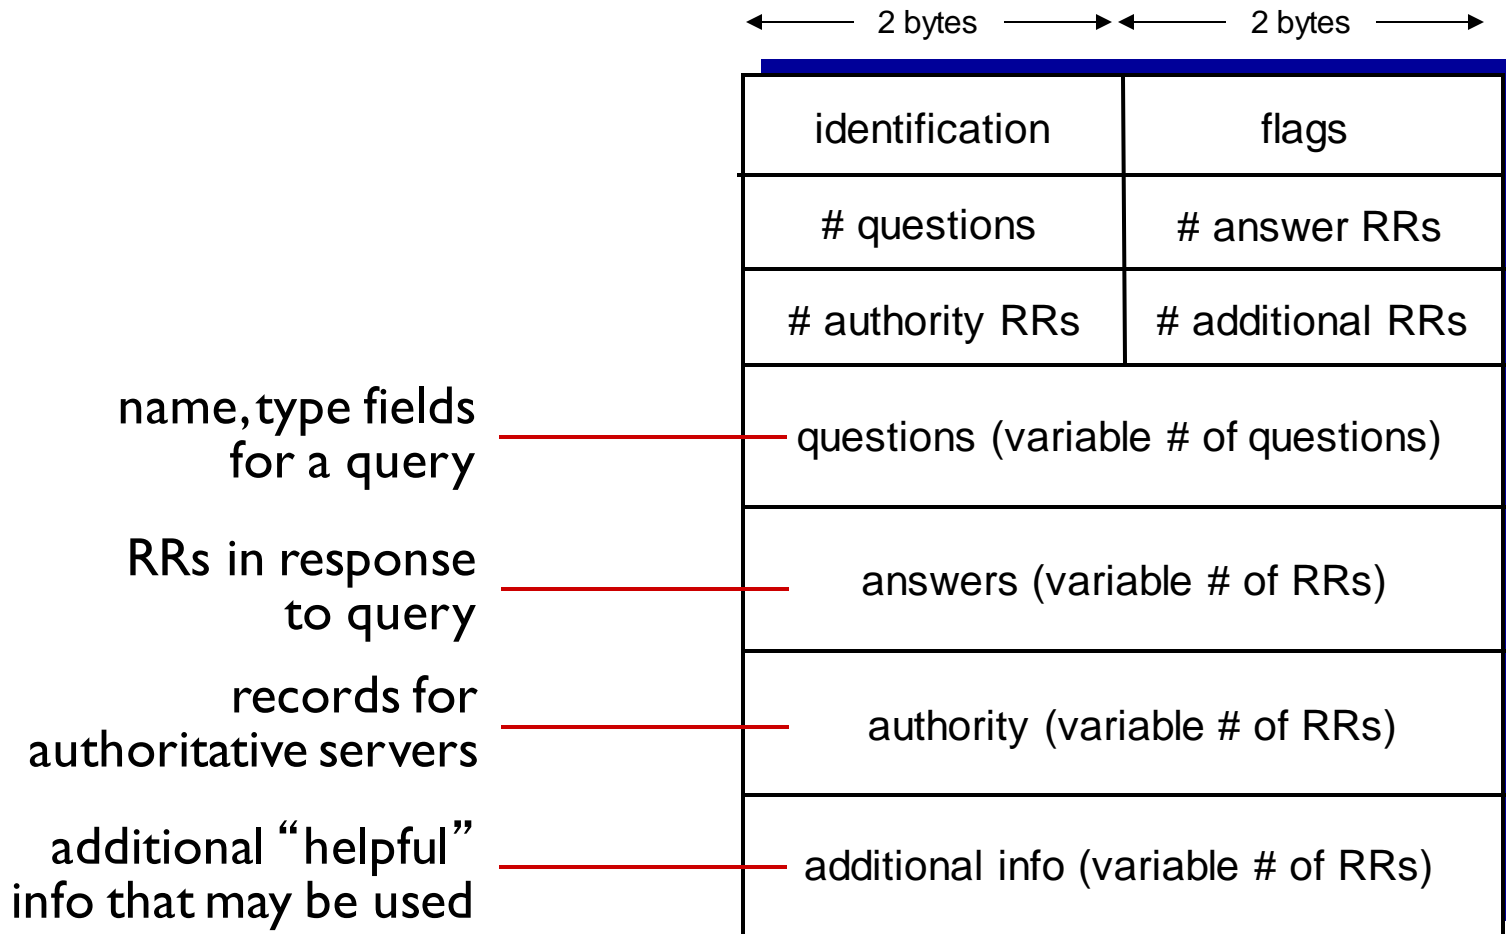 2 bytes 2 bytes
identification flags
# questions # answer RRs
# authority RRs # additional RRs
name, type fields
for a query
questions (variable # of questions)
RRs in response
to query
answers (variable # of RRs)
records for
authoritative servers
authority (variable # of RRs)
additional “helpful”
info that may be used
additional info (variable # of RRs)